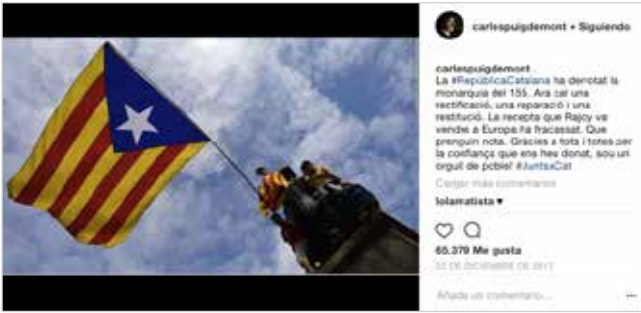 carlespuigdemont • Siguiendo
carlespuigdemont .
La #RepúblicaCatalana ha derrotat la
monarquia del 155. Ara cal una
rectificació, una reparació i una
restitució. La recepta que Rajoy va
vendre a Europa ha fracassat. Que
prenguin nota. Gràcies a tots i totes per
la confiança que ens heu donat, sou un
orgull de poble! #JuntsxCat
Cargar más comentarios
lolamatista ♥
65.379 Me gusta
DE DICIEMBRE DE 2017
Añade un comentario...